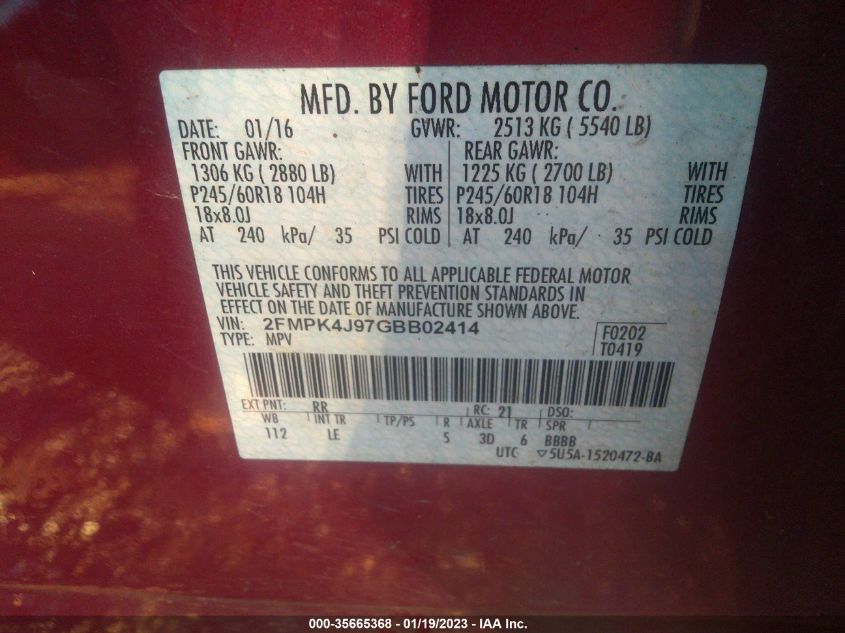 MFD. BY FORD MOTOR CO.
DATE: 01/16 GVWR: 2513 KG ( 5540 LB)
FRONT GAWR: REAR GAWR:
1306 KG ( 2880 LB) WITH 1225 KG ( 2700 LB) WITH
P245/60R18 104H TIRES P245/60R18 104H TIRES
18x8.0J RIMS 18x8.0J RIMS
AT 240 kPa/ 35 PSI COLD AT 240 kPa/ 35 PSI COLD
THIS VEHICLE CONFORMS TO ALL APPLICABLE FEDERAL MOTOR
VEHICLE SAFETY AND THEFT PREVENTION STANDARDS IN
EFFECT ON THE DATE OF MANUFACTURE SHOWN ABOVE.
VIN: 2FMPK4J97GBB02414 F0202
TYPE: MPV T0419
EXT PNT: RR RC: 21 DSO:
WB INT TR TP/PS R AXLE TR SPR
112 LE S 3D 6 BBBB
UTC ▽5U5A-1520472-BA
000-35665368 - 01/19/2023 - IAA Inc.